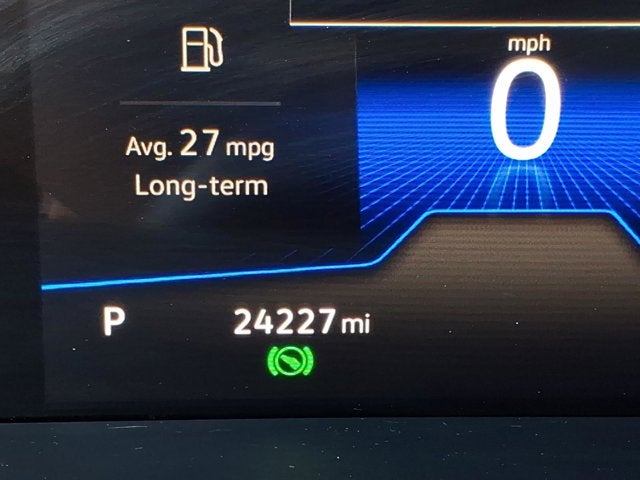 mph
0
Avg. 27 mpg
Long-term
P 24227 mi